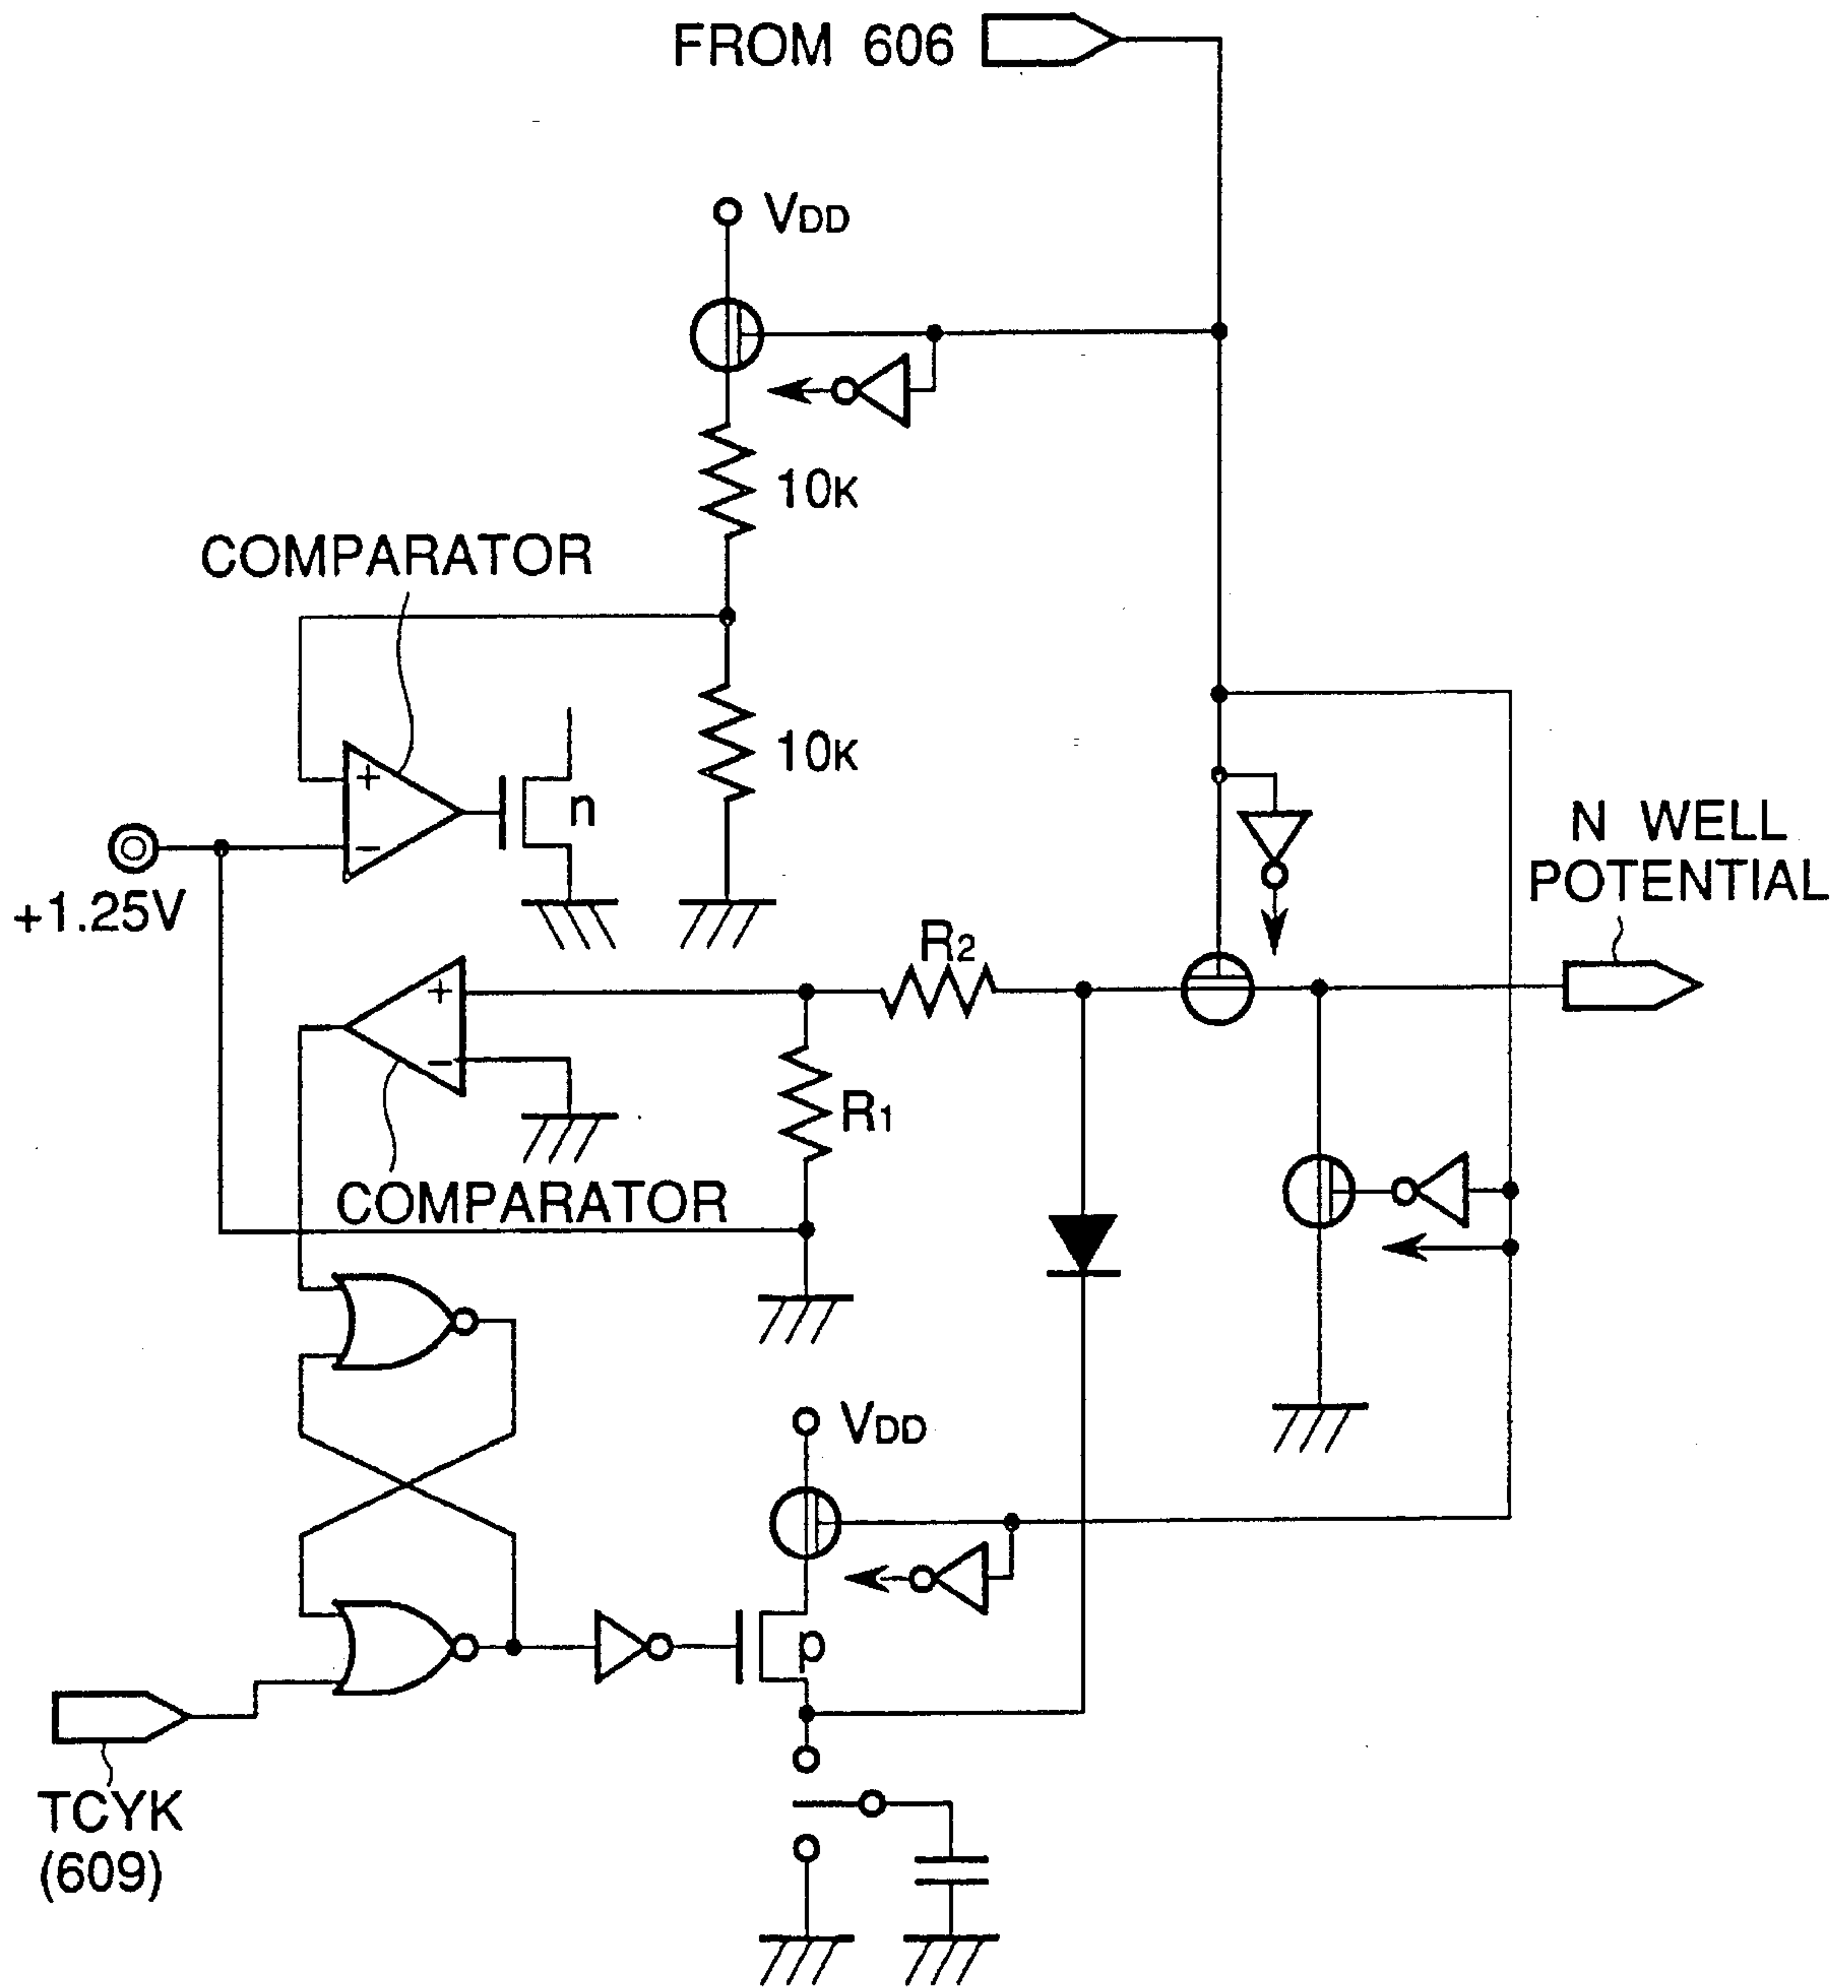 FROM 606
VDD
10K
COMPARATOR
10K
+
n
−
+1.25V
N WELL
POTENTIAL
R2
+
−
R1
COMPARATOR
VDD
p
TCYK
(609)